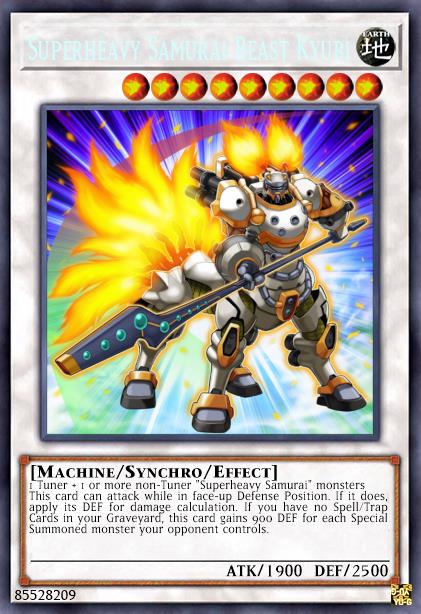 Superheavy Samurai Beast Kyubi
EARTH
地
[Machine/Synchro/Effect]
1 Tuner + 1 or more non-Tuner "Superheavy Samurai" monsters
This card can attack while in face-up Defense Position. If it does,
apply its DEF for damage calculation. If you have no Spell/Trap
Cards in your Graveyard, this card gains 900 DEF for each Special
Summoned monster your opponent controls.
ATK/1900 DEF/2500
85528209